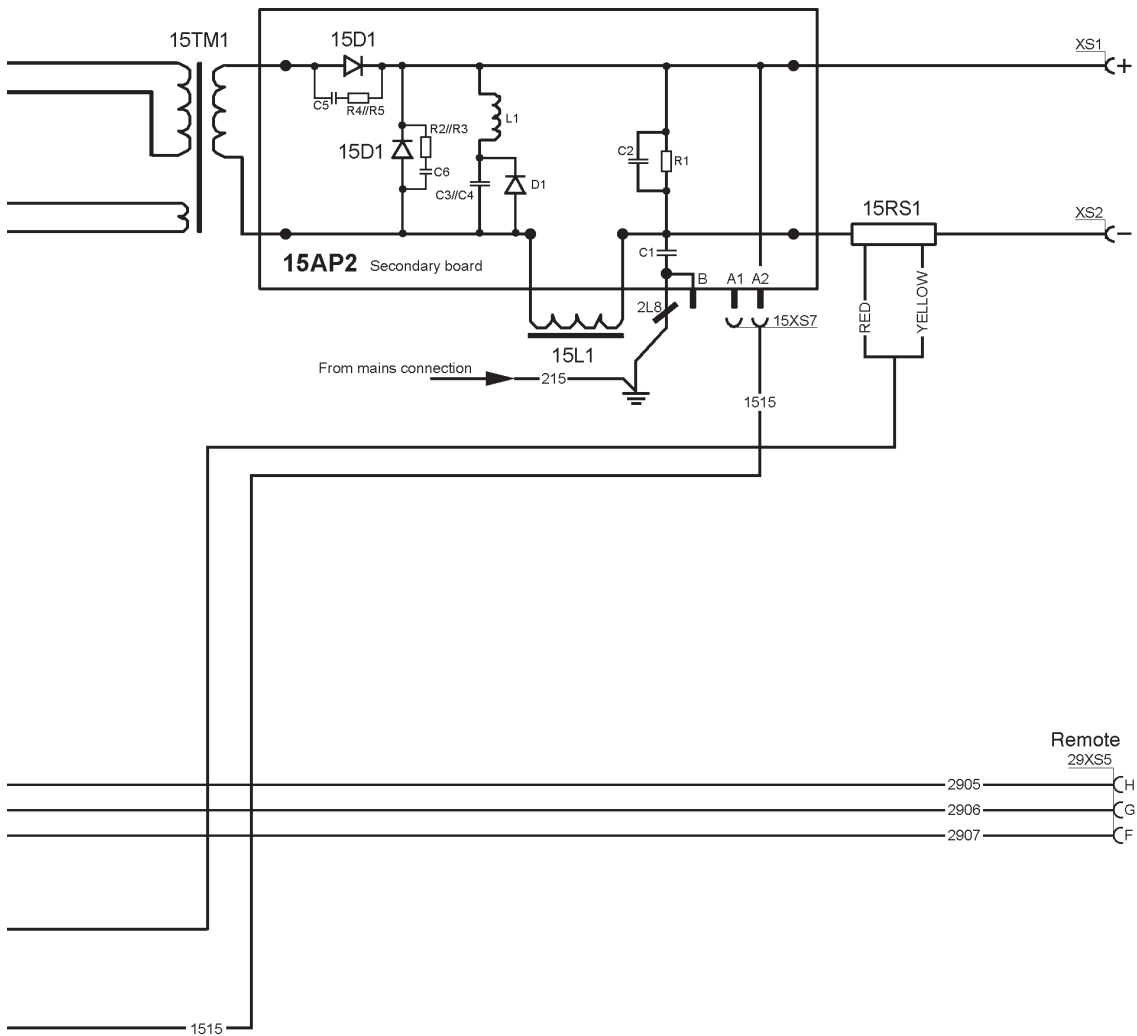 15TM1
15D1
XS1
+
C5
R4//R5
L1
R2//R3
15D1
C6
C3//C4
D1
C2
R1
15RS1
XS2
−
C1
15AP2 Secondary board
B
A1
A2
2L8
15XS7
RED
YELLOW
15L1
From mains connection
215
1515
Remote
29XS5
2905
H
2906
G
2907
F
1515